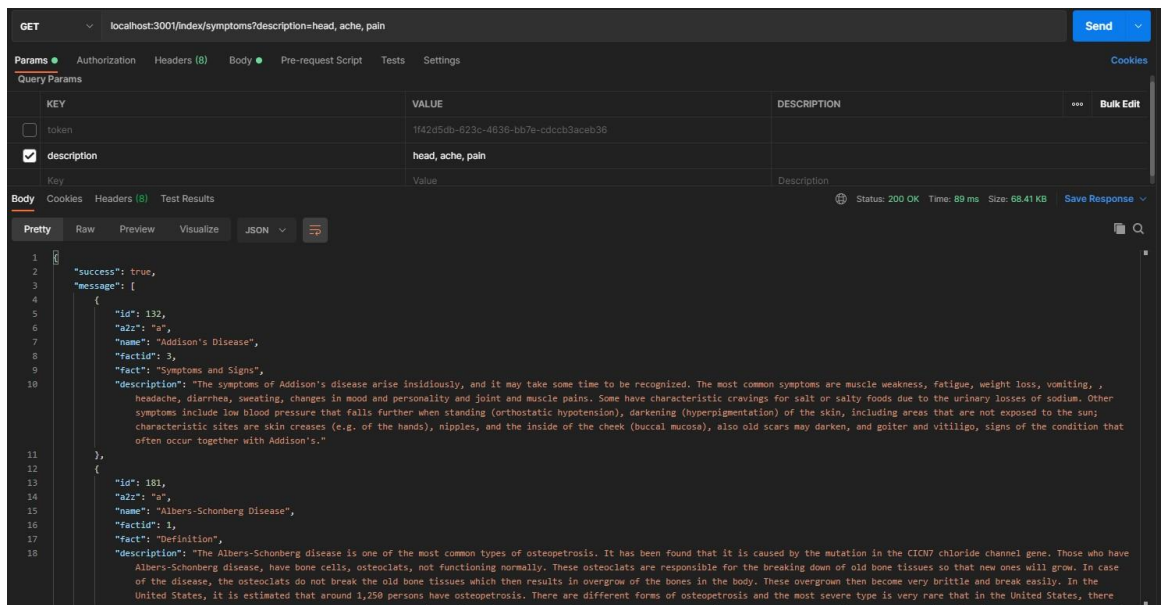 GET localhost:3001/index/symptoms?description=head, ache, pain Send
Params Authorization Headers (8) Body Pre-request Script Tests Settings Cookies
Query Params
KEY VALUE DESCRIPTION ooo Bulk Edit
token 1f42d5db-623c-4636-bb7e-cdccb3aceb36
description head, ache, pain
Key Value Description
Body Cookies Headers (8) Test Results Status: 200 OK Time: 89 ms Size: 68.41 KB Save Response
Pretty Raw Preview Visualize JSON
1 {
2 "success": true,
3 "message": [
4 {
5 "id": 132,
6 "a2z": "a",
7 "name": "Addison's Disease",
8 "factid": 3,
9 "fact": "Symptoms and Signs",
10 "description": "The symptoms of Addison's disease arise insidiously, and it may take some time to be recognized. The most common symptoms are muscle weakness, fatigue, weight loss, vomiting, ,
headache, diarrhea, sweating, changes in mood and personality and joint and muscle pains. Some have characteristic cravings for salt or salty foods due to the urinary losses of sodium. Other
symptoms include low blood pressure that falls further when standing (orthostatic hypotension), darkening (hyperpigmentation) of the skin, including areas that are not exposed to the sun;
characteristic sites are skin creases (e.g. of the hands), nipples, and the inside of the cheek (buccal mucosa), also old scars may darken, and goiter and vitiligo, signs of the condition that
often occur together with Addison's."
11 },
12 {
13 "id": 181,
14 "a2z": "a",
15 "name": "Albers-Schonberg Disease",
16 "factid": 1,
17 "fact": "Definition",
18 "description": "The Albers-Schonberg disease is one of the most common types of osteopetrosis. It has been found that it is caused by the mutation in the ClCN7 chloride channel gene. Those who have
Albers-Schonberg disease, have bone cells, osteoclats, not functioning normally. These osteoclats are responsible for the breaking down of old bone tissues so that new ones will grow. In case
of the disease, the osteoclats do not break the old bone tissues which then results in overgrow of the bones in the body. These overgrown then become very brittle and break easily. In the
United States, it is estimated that around 1,250 persons have osteopetrosis. There are different forms of osteopetrosis and the most severe type is very rare that in the United States, there